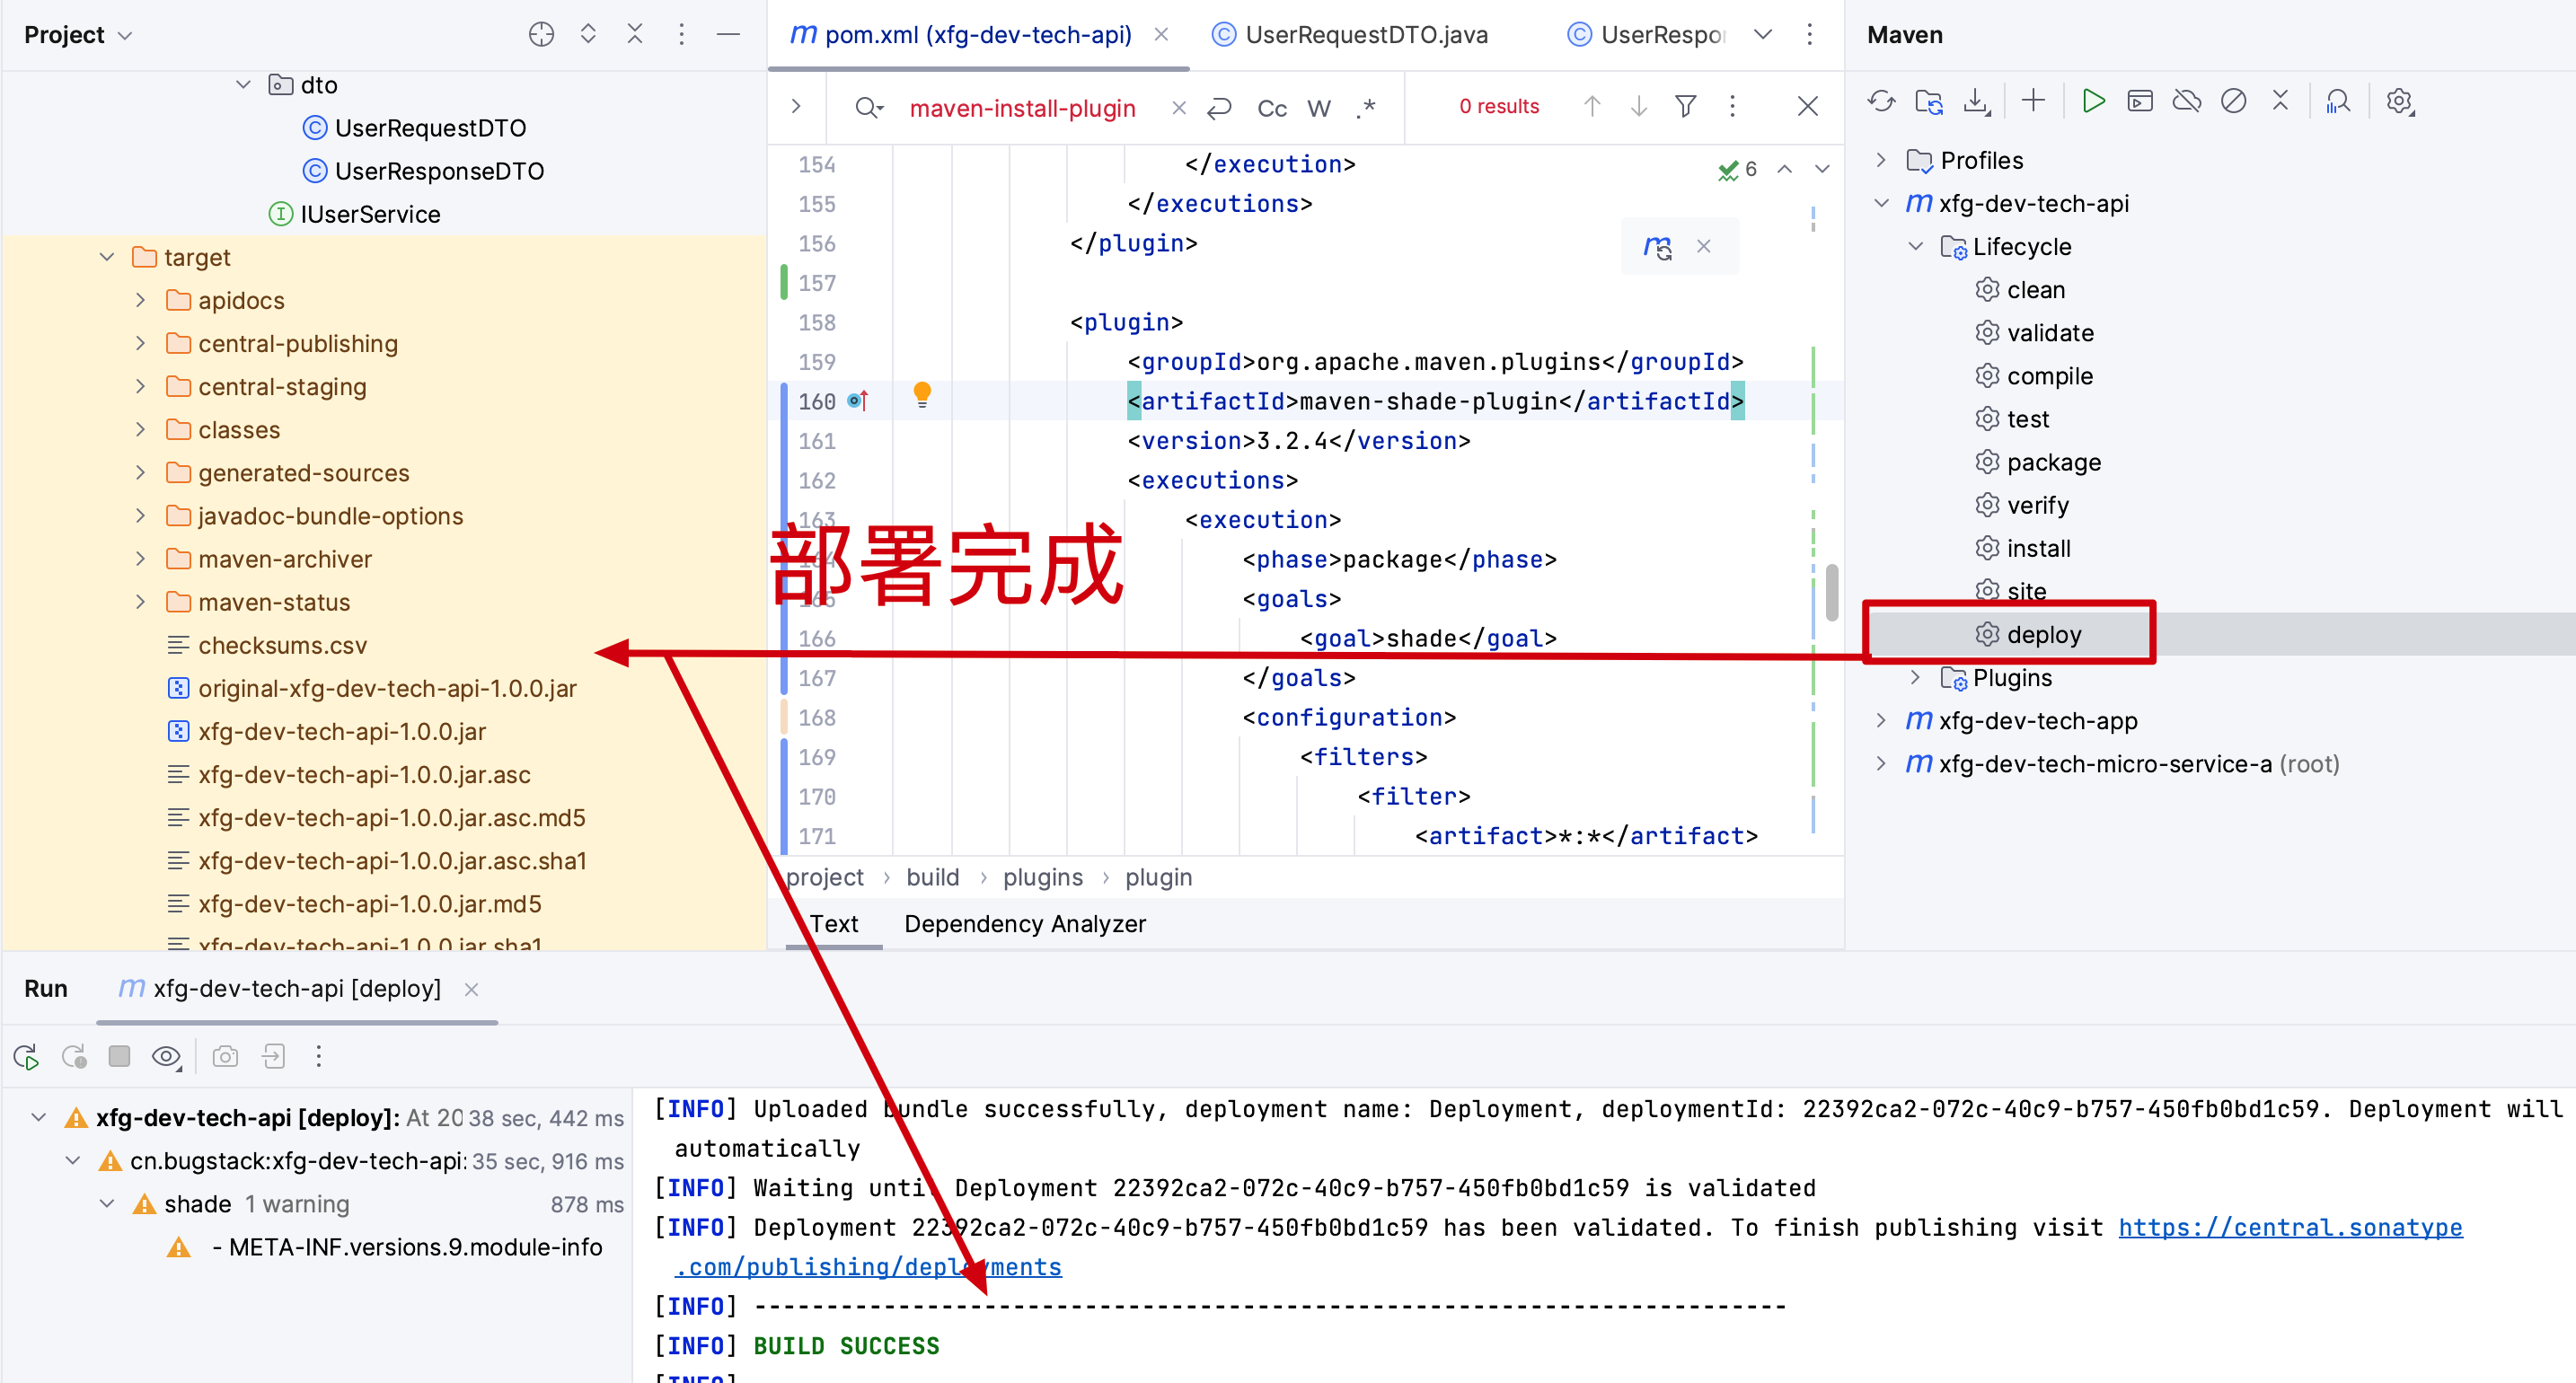 Project
dto
UserRequestDTO
UserResponseDTO
IUserService
target
apidocs
central-publishing
central-staging
classes
generated-sources
javadoc-bundle-options
maven-archiver
maven-status
checksums.csv
original-xfg-dev-tech-api-1.0.0.jar
xfg-dev-tech-api-1.0.0.jar
xfg-dev-tech-api-1.0.0.jar.asc
xfg-dev-tech-api-1.0.0.jar.asc.md5
xfg-dev-tech-api-1.0.0.jar.asc.sha1
xfg-dev-tech-api-1.0.0.jar.md5
xfg-dev-tech-api-1.0.0.jar.sha1
m pom.xml (xfg-dev-tech-api)
UserRequestDTO.java
UserRespon
maven-install-plugin
Cc W .*
0 results
6
154 </execution>
155 </executions>
156 </plugin>
157
158 <plugin>
159 <groupId>org.apache.maven.plugins</groupId>
160 <artifactId>maven-shade-plugin</artifactId>
161 <version>3.2.4</version>
162 <executions>
163 <execution>
164 <phase>package</phase>
165 <goals>
166 <goal>shade</goal>
167 </goals>
168 <configuration>
169 <filters>
170 <filter>
171 <artifact>*:*</artifact>
部署完成
project › build › plugins › plugin
Text Dependency Analyzer
Maven
Profiles
m xfg-dev-tech-api
Lifecycle
clean
validate
compile
test
package
verify
install
site
deploy
Plugins
m xfg-dev-tech-app
m xfg-dev-tech-micro-service-a (root)
Run m xfg-dev-tech-api [deploy]
xfg-dev-tech-api [deploy]: At 20 38 sec, 442 ms
cn.bugstack:xfg-dev-tech-api: 35 sec, 916 ms
shade 1 warning 878 ms
- META-INF.versions.9.module-info
[INFO] Uploaded bundle successfully, deployment name: Deployment, deploymentId: 22392ca2-072c-40c9-b757-450fb0bd1c59. Deployment will
automatically
[INFO] Waiting until Deployment 22392ca2-072c-40c9-b757-450fb0bd1c59 is validated
[INFO] Deployment 22392ca2-072c-40c9-b757-450fb0bd1c59 has been validated. To finish publishing visit https://central.sonatype
.com/publishing/deployments
[INFO] ------------------------------------------------------------------------
[INFO] BUILD SUCCESS
[INFO]